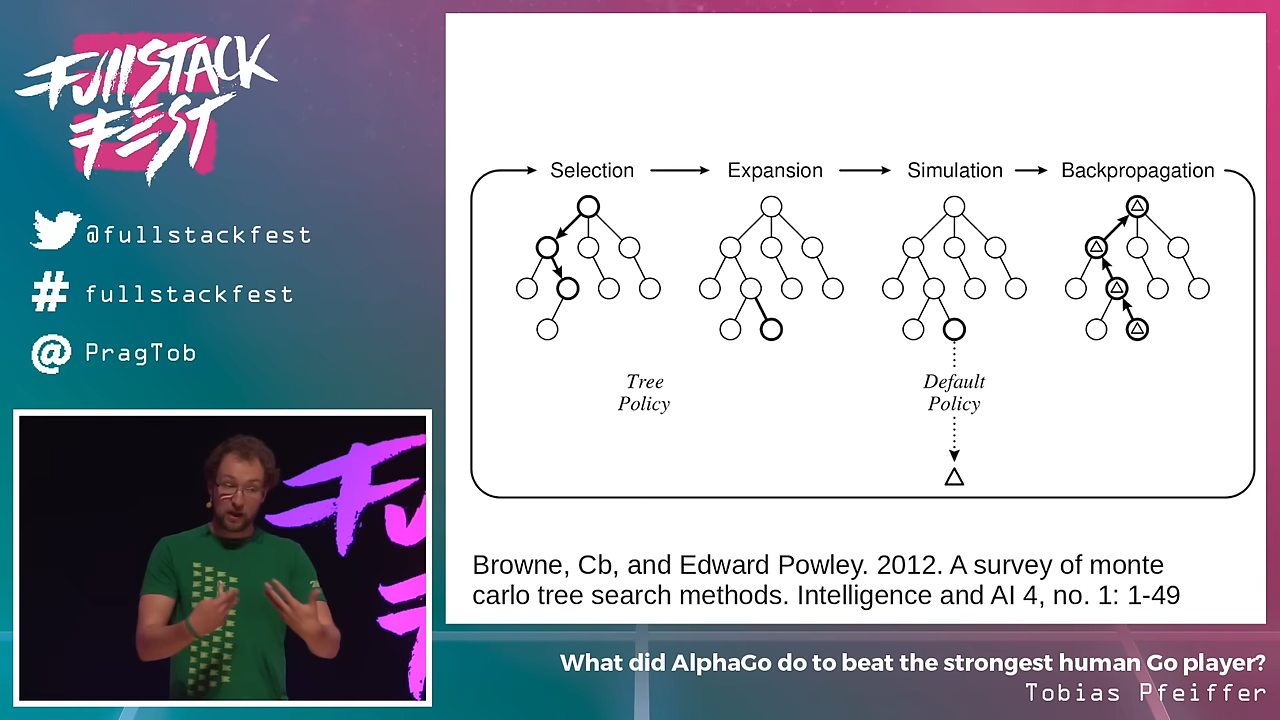 FullStack
Fest
@fullstackfest
# fullstackfest
@ PragTob
Selection
Expansion
Simulation
Backpropagation
Tree
Policy
Default
Policy
Browne, Cb, and Edward Powley. 2012. A survey of monte
carlo tree search methods. Intelligence and AI 4, no. 1: 1-49
What did AlphaGo do to beat the strongest human Go player?
Tobias Pfeiffer